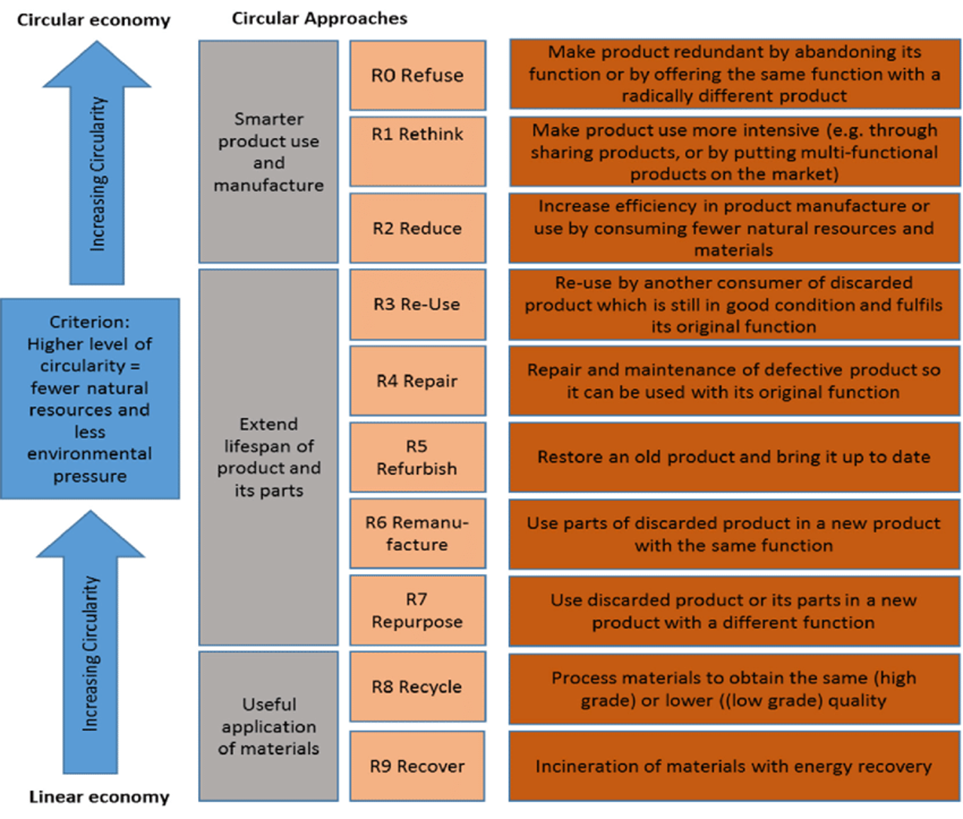 Circular economy
Circular Approaches
Increasing Circularity
Criterion:
Higher level of
circularity =
fewer natural
resources and
less
environmental
pressure
Increasing Circularity
Linear economy
Smarter
product use
and
manufacture
R0 Refuse
Make product redundant by abandoning its
function or by offering the same function with a
radically different product
R1 Rethink
Make product use more intensive (e.g. through
sharing products, or by putting multi-functional
products on the market)
R2 Reduce
Increase efficiency in product manufacture or
use by consuming fewer natural resources and
materials
Extend
lifespan of
product and
its parts
R3 Re-Use
Re-use by another consumer of discarded
product which is still in good condition and fulfils
its original function
R4 Repair
Repair and maintenance of defective product so
it can be used with its original function
R5
Refurbish
Restore an old product and bring it up to date
R6 Remanu-
facture
Use parts of discarded product in a new product
with the same function
R7
Repurpose
Use discarded product or its parts in a new
product with a different function
Useful
application
of materials
R8 Recycle
Process materials to obtain the same (high
grade) or lower ((low grade) quality
R9 Recover
Incineration of materials with energy recovery